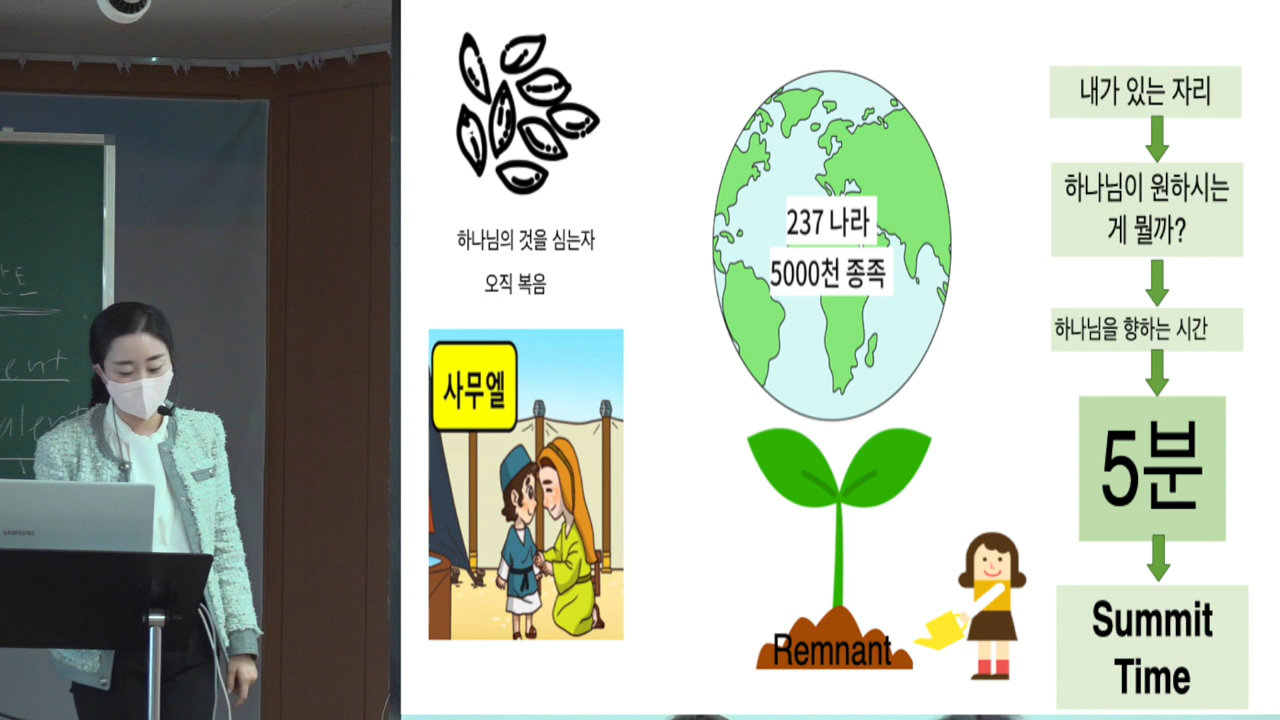 하나님의 것을 심는자
오직 복음
사무엘
237 나라
5000천 종족
Remnant
내가 있는 자리
하나님이 원하시는
게 뭘까?
하나님을 향하는 시간
5분
Summit
Time
SAMSUNG